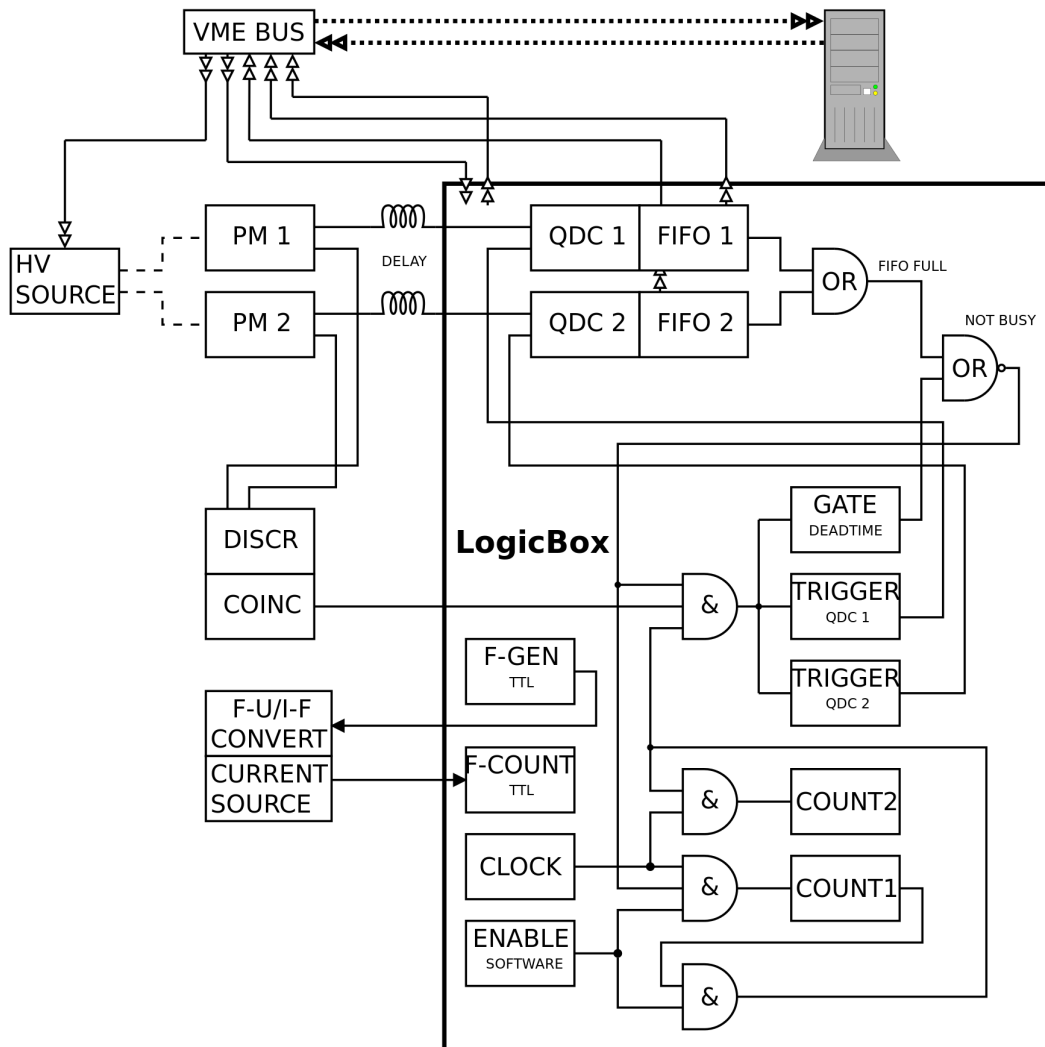 VME BUS
PM 1
QDC 1
FIFO 1
DELAY
HV
SOURCE
OR
FIFO FULL
PM 2
QDC 2
FIFO 2
NOT BUSY
OR
GATE
DEADTIME
DISCR
LogicBox
COINC
&
TRIGGER
QDC 1
F-GEN
TTL
TRIGGER
QDC 2
F-U/I-F
CONVERT
CURRENT
SOURCE
F-COUNT
TTL
&
COUNT2
CLOCK
&
COUNT1
ENABLE
SOFTWARE
&